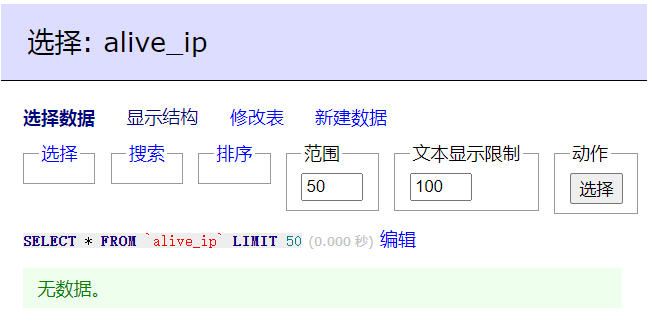 选择: alive_ip
选择数据 显示结构 修改表 新建数据
选择 搜索 排序 范围 文本显示限制 动作
50 100 选择
SELECT * FROM `alive_ip` LIMIT 50 (0.000 秒) 编辑
无数据。